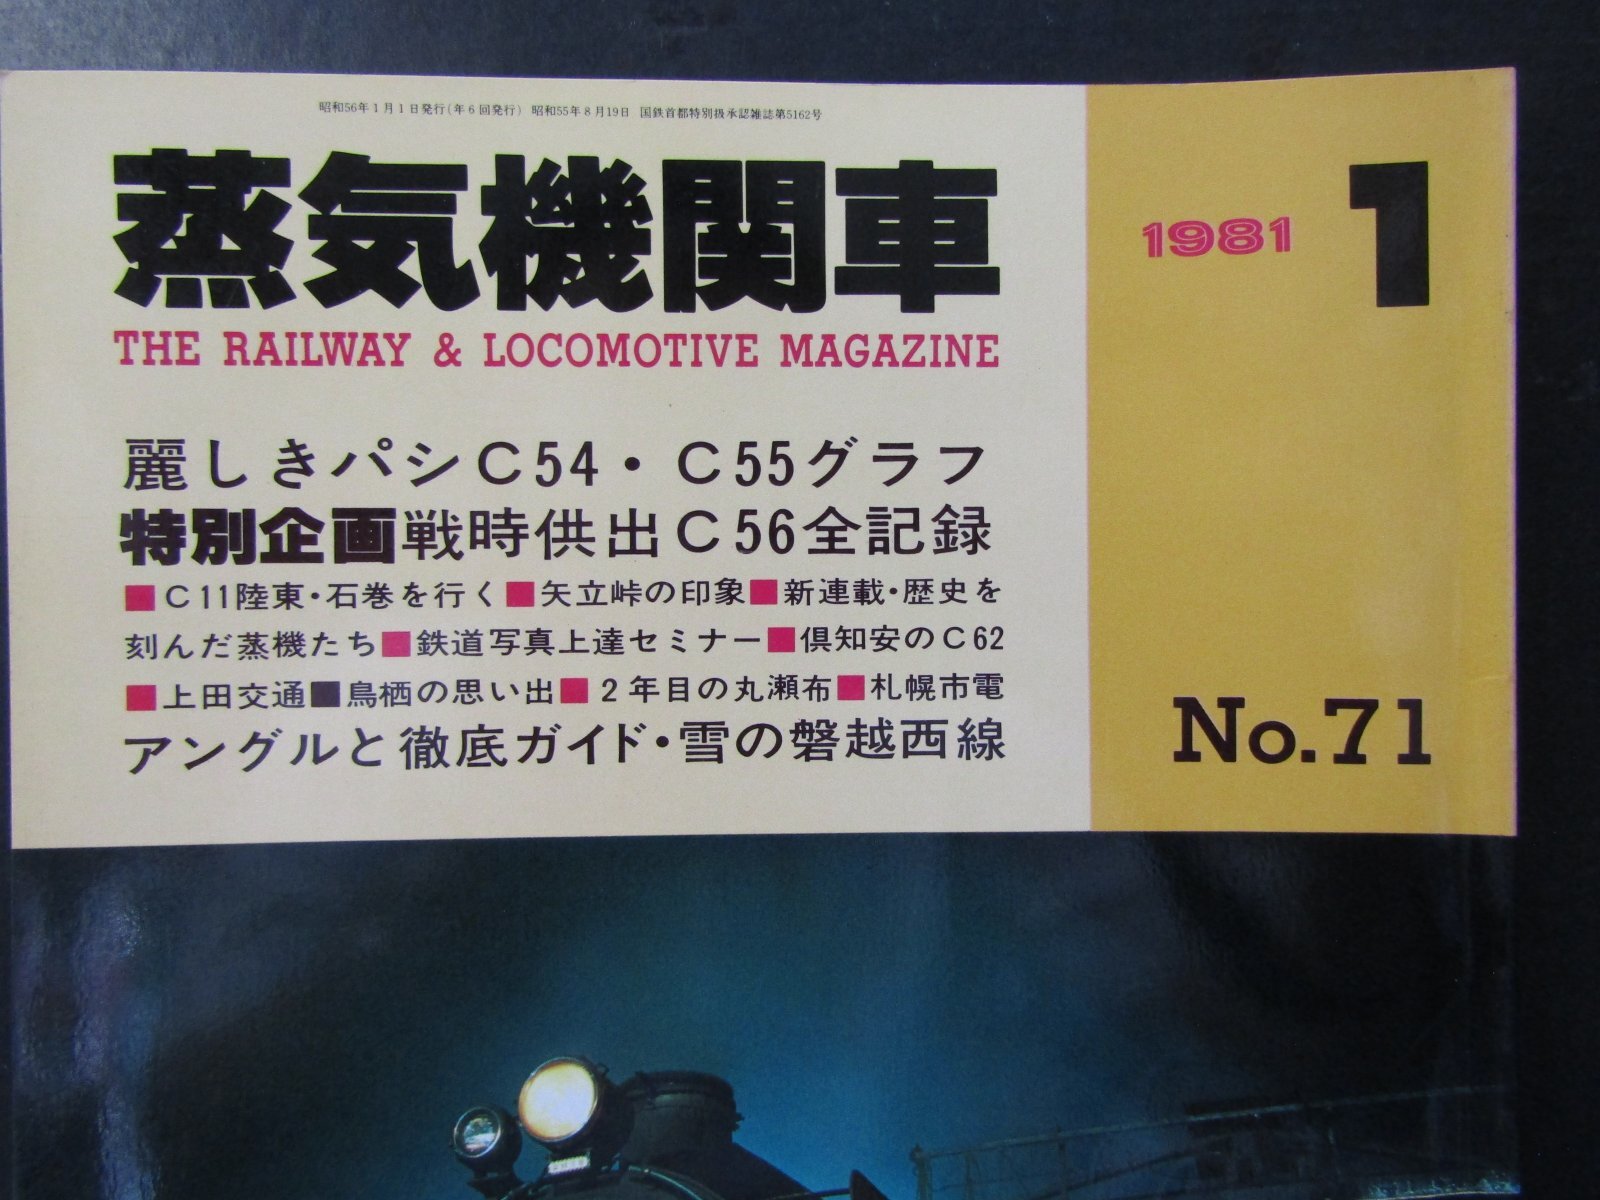 昭和56年1月1日発行(年6回発行) 昭和55年8月19日 国鉄首都特別扱承認雑誌第5162号
蒸気機関車
THE RAILWAY & LOCOMOTIVE MAGAZINE
1981 1
麗しきパシC54・C55グラフ
特別企画戦時供出C56全記録
■C11陸東・石巻を行く■矢立峠の印象■新連載・歴史を
刻んだ蒸機たち■鉄道写真上達セミナー■倶知安のC62
■上田交通■鳥栖の思い出■2年目の丸瀬布■札幌市電
アングルと徹底ガイド・雪の磐越西線
No.71